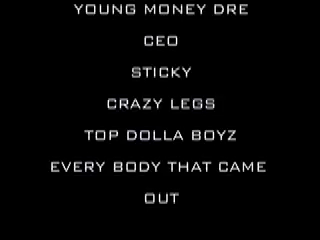 YOUNG MONEY DRE
CEO
STICKY
CRAZY LEGS
TOP DOLLA BOYZ
EVERY BODY THAT CAME
OUT